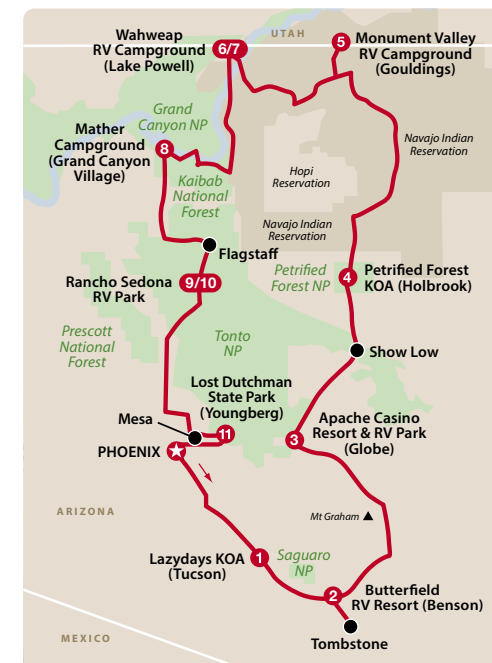 UTAH
Wahweap
RV Campground
(Lake Powell)
6/7
5
Monument Valley
RV Campground
(Gouldings)
Grand
Canyon NP
Mather
Campground
(Grand Canyon
Village)
8
Navajo Indian
Reservation
Hopi
Reservation
Kaibab
National
Forest
Navajo Indian
Reservation
Flagstaff
Rancho Sedona
RV Park
9/10
Petrified
Forest NP
4
Petrified Forest
KOA (Holbrook)
Prescott
National
Forest
Tonto
NP
Show Low
Lost Dutchman
State Park
(Youngberg)
Mesa
11
PHOENIX
3
Apache Casino
Resort & RV Park
(Globe)
ARIZONA
Mt Graham
Lazydays KOA
(Tucson)
1
Saguaro
NP
2
Butterfield
RV Resort (Benson)
Tombstone
MEXICO